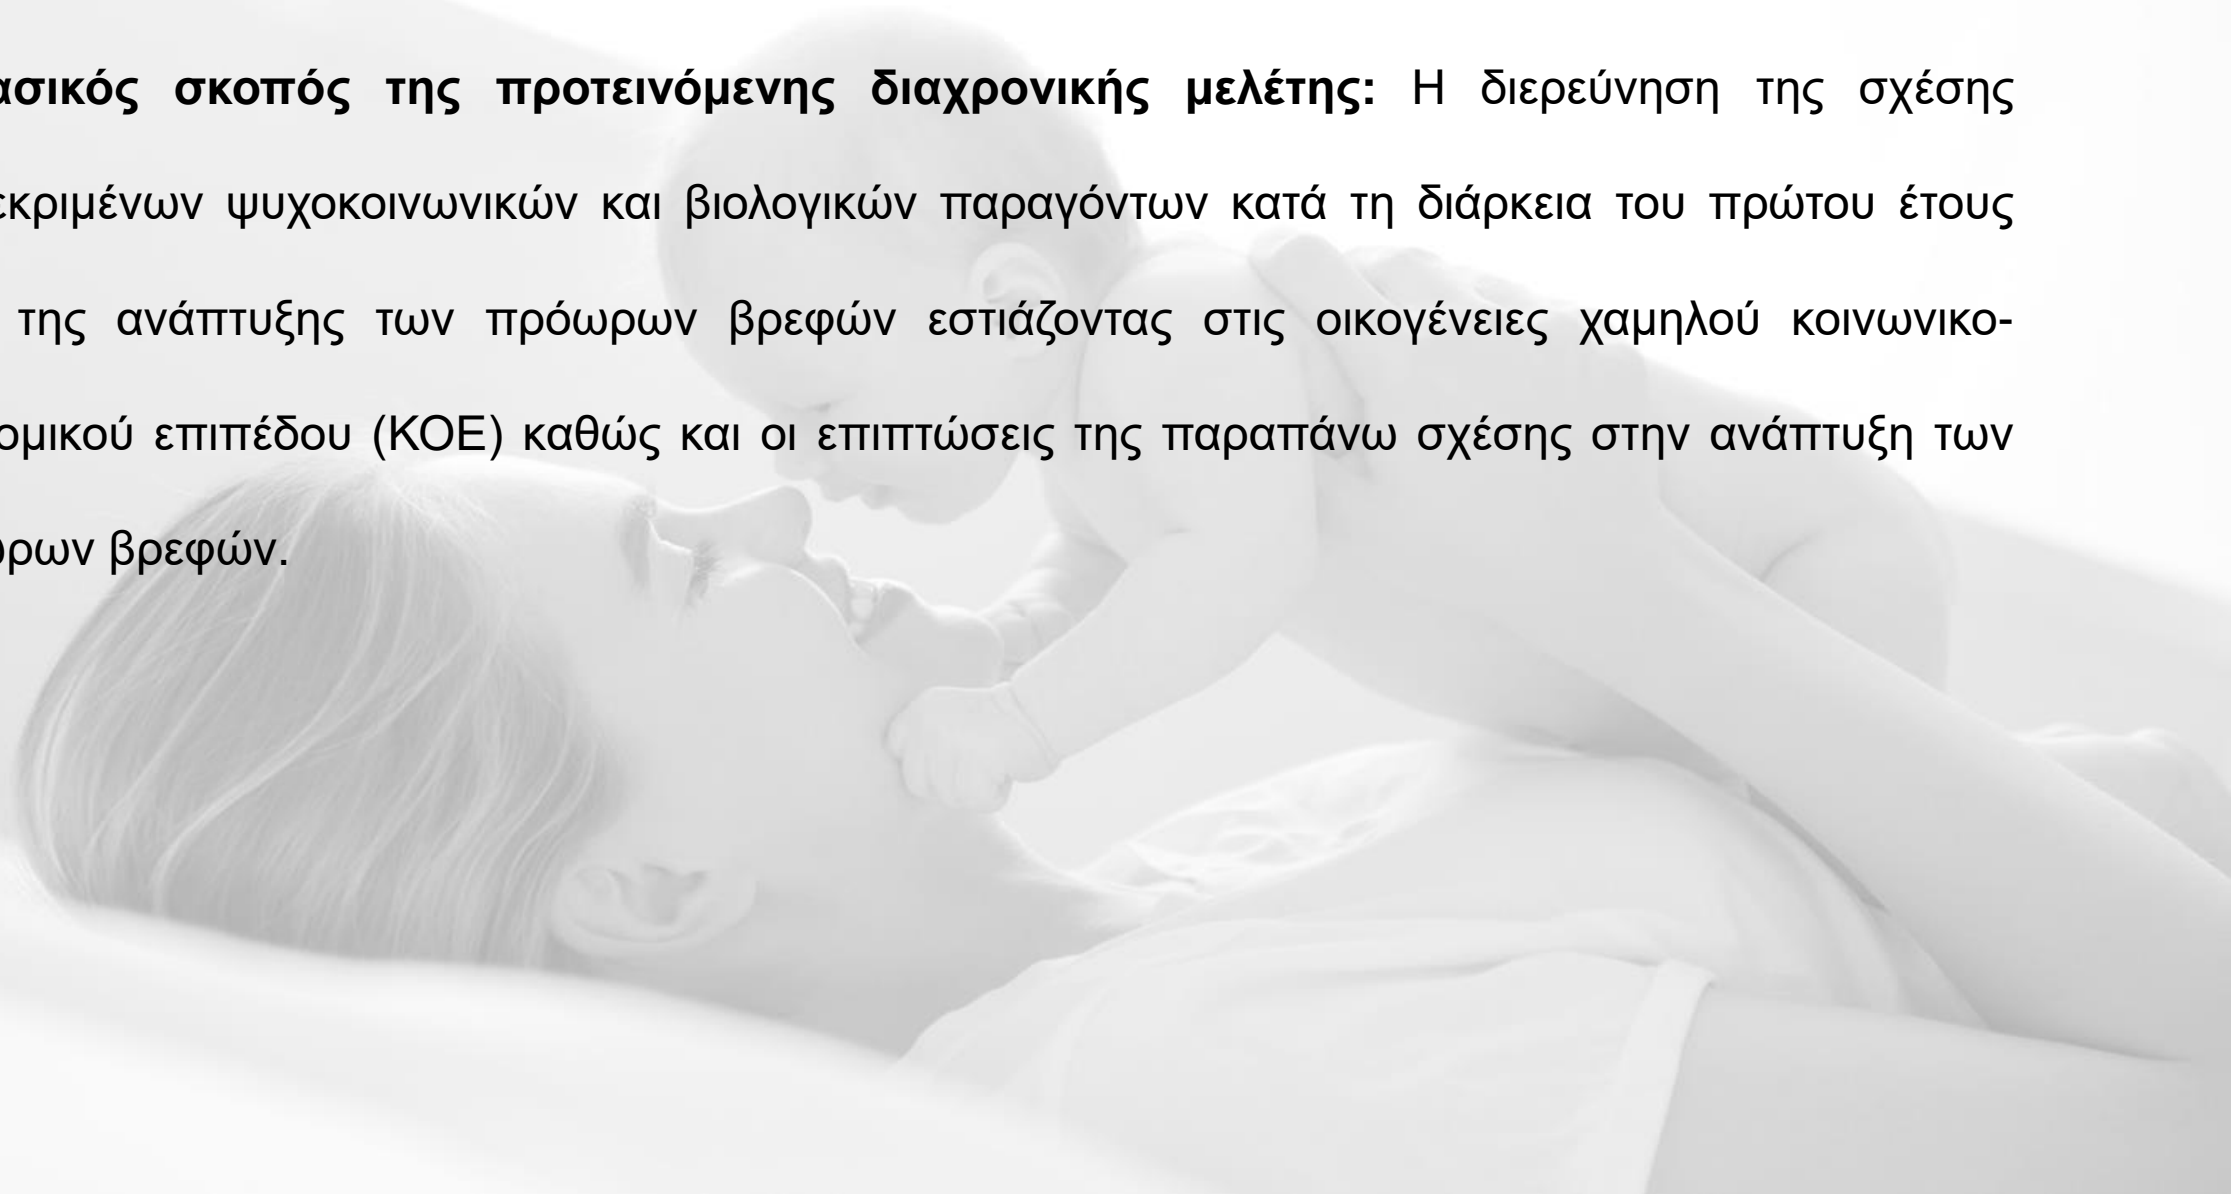 ασικός σκοπός της προτεινόμενης διαχρονικής μελέτης: Η διερεύνηση της σχέσης
εκριμένων ψυχοκοινωνικών και βιολογικών παραγόντων κατά τη διάρκεια του πρώτου έτους
της ανάπτυξης των πρόωρων βρεφών εστιάζοντας στις οικογένειες χαμηλού κοινωνικο-
ομικού επιπέδου (ΚΟΕ) καθώς και οι επιπτώσεις της παραπάνω σχέσης στην ανάπτυξη των
ρων βρεφών.